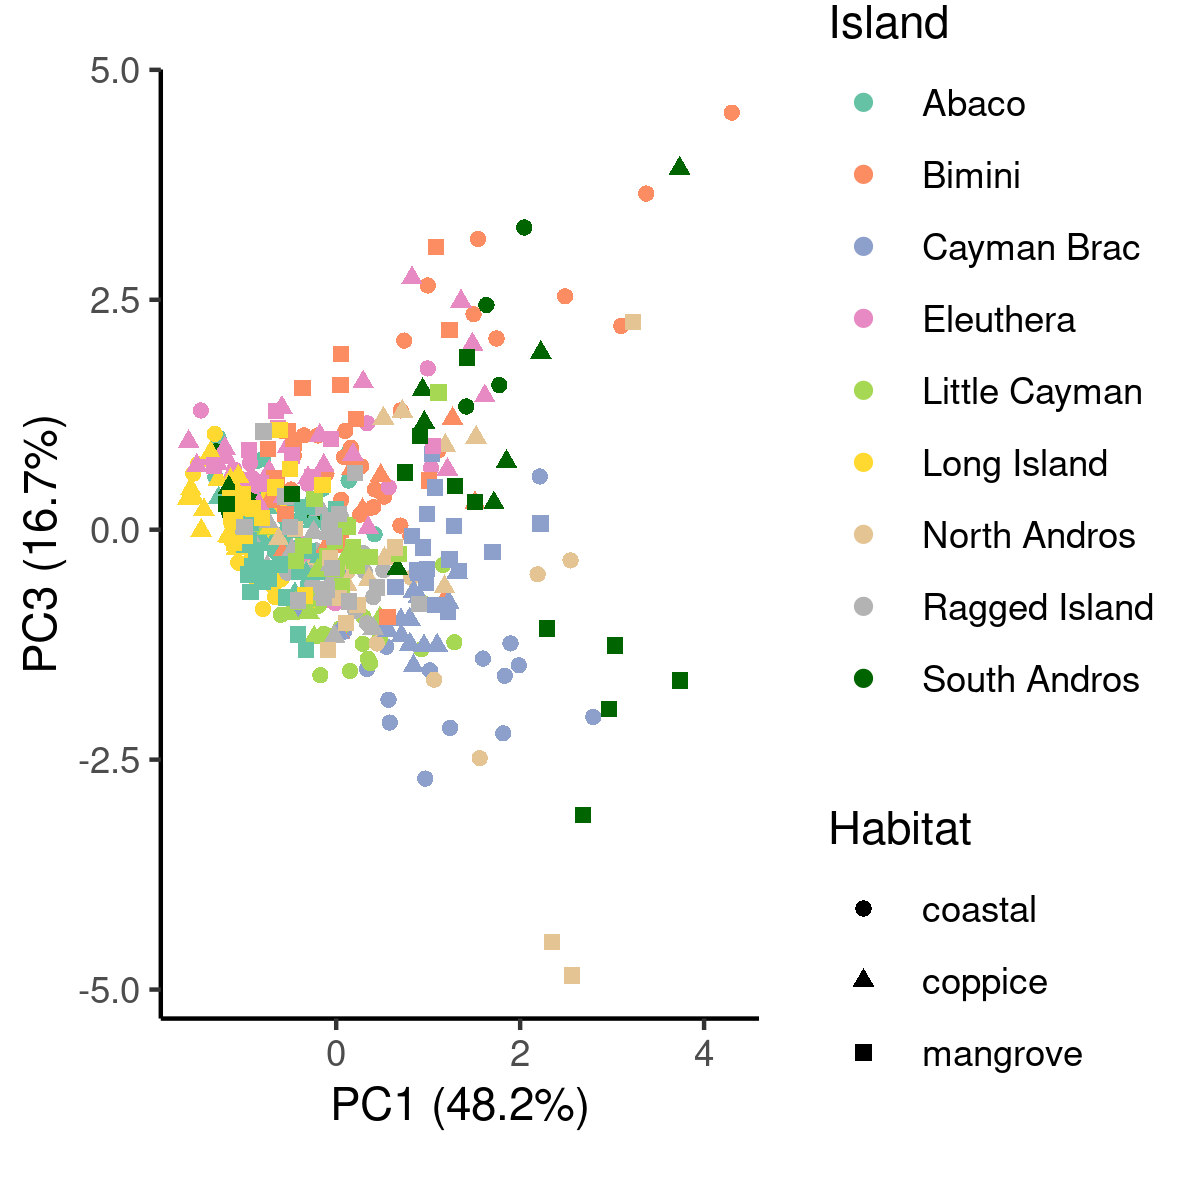 5.0
2.5
0.0
-2.5
-5.0
PC3 (16.7%)
0 2 4
PC1 (48.2%)
Island
Abaco
Bimini
Cayman Brac
Eleuthera
Little Cayman
Long Island
North Andros
Ragged Island
South Andros
Habitat
coastal
coppice
mangrove